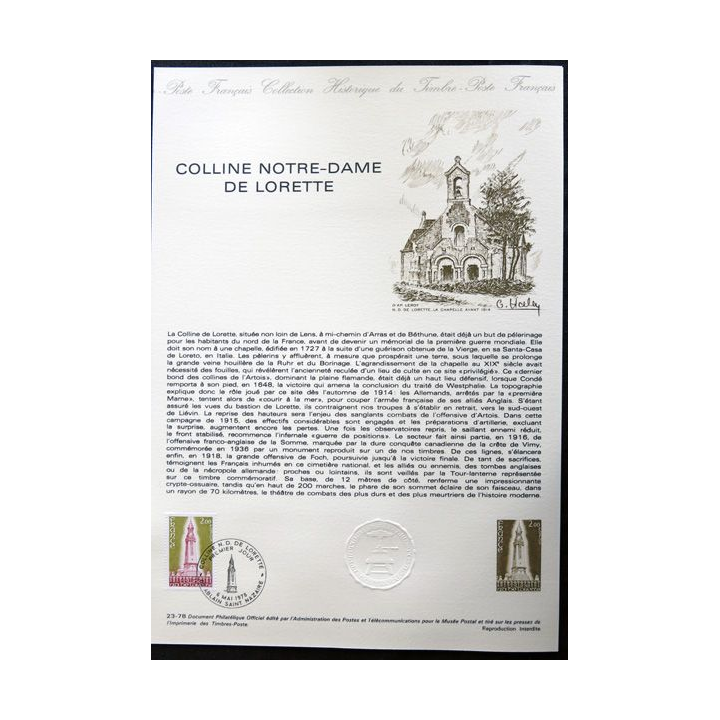 Poste Français Collection Historique du Timbre-Poste Français
COLLINE NOTRE-DAME
DE LORETTE
D'AP. LEROY
N.D. DE LORETTE, LA CHAPELLE AVANT 1914
La Colline de Lorette, située non loin de Lens, à mi-chemin d'Arras et de Béthune, était déjà un but de pèlerinage
pour les habitants du nord de la France, avant de devenir un mémorial de la première guerre mondiale. Elle
doit son nom à une chapelle, édifiée en 1727 à la suite d'une guérison obtenue de la Vierge, en sa Santa-Casa
de Loreto, en Italie. Les pèlerins y affluèrent, à mesure que prospérait une terre, sous laquelle se prolonge
la grande veine houillère de la Ruhr et du Borinage. L'agrandissement de la chapelle au XIXe siècle avait
nécessité des fouilles, qui révélèrent l'ancienneté reculée d'un lieu de culte en ce site «privilégié». Ce «dernier
bond des collines de l'Artois», dominant la plaine flamande, était déjà un haut lieu défensif, lorsque Condé
remporta à son pied, en 1648, la victoire qui amena la conclusion du traité de Westphalie. La topographie
explique donc le rôle joué par ce site dès l'automne de 1914 : les Allemands, arrêtés par la «première
Marne», tentent alors de «courir à la mer», pour couper l'armée française de ses alliés Anglais. S'étant
assuré les vues du bastion de Lorette, ils contraignent nos troupes à s'établir en retrait, vers le sud-ouest
de Liévin. La reprise des hauteurs sera l'enjeu des sanglants combats de l'offensive d'Artois. Dans cette
campagne de 1915, des effectifs considérables sont engagés et les préparations d'artillerie, excluant
la surprise, augmentent encore les pertes. Une fois les observatoires repris, le saillant ennemi réduit,
le front stabilisé, recommence l'infernale «guerre de positions». Le secteur fait ainsi partie, en 1916, de
l'offensive franco-anglaise de la Somme, marquée par la dure conquête canadienne de la crête de Vimy,
commémorée en 1936 par un monument reproduit sur un de nos timbres. De ces lignes, s'élancera
enfin, en 1918, la grande offensive de Foch, poursuivie jusqu'à la victoire finale. De tant de sacrifices,
témoignent les Français inhumés en ce cimetière national, et les alliés ou ennemis, des tombes anglaises
ou de la nécropole allemande: proches ou lointains, ils sont veillés par la Tour-lanterne représentée
sur ce timbre commémoratif. Sa base, de 12 mètres de côté, renferme une impressionnante
crypte-ossuaire, tandis qu'en haut de 200 marches, le phare de son sommet éclaire de son faisceau, dans
un rayon de 70 kilomètres, le théâtre de combats des plus durs et des plus meurtriers de l'histoire moderne.
2.00
COLLINE N.D. DE LORETTE
PREMIER JOUR
6 MAI 1978
ABLAIN SAINT NAZAIRE
2.00
23-78 Document Philatélique Officiel édité par l'Administration des Postes et Télécommunications pour le Musée Postal et tiré sur les presses de
l'Imprimerie des Timbres-Poste.
Reproduction Interdite